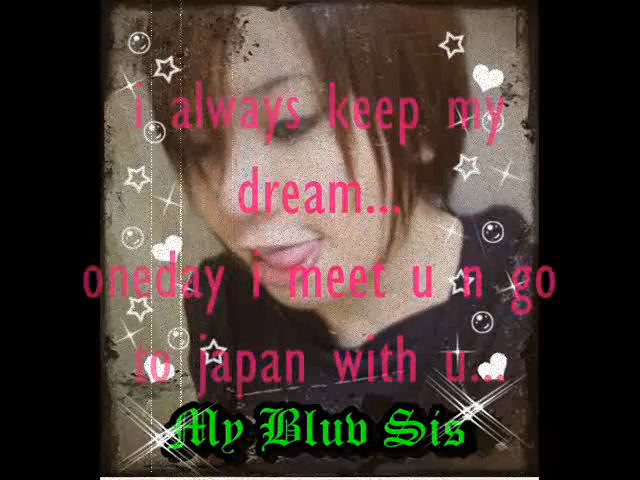 i always keep my
dream...
oneday i meet u n go
to japan with u...
My Bluv Sis